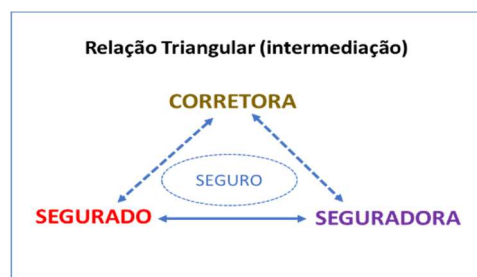 Relação Triangular (intermediação)
CORRETORA
SEGURO
SEGURADO
SEGURADORA